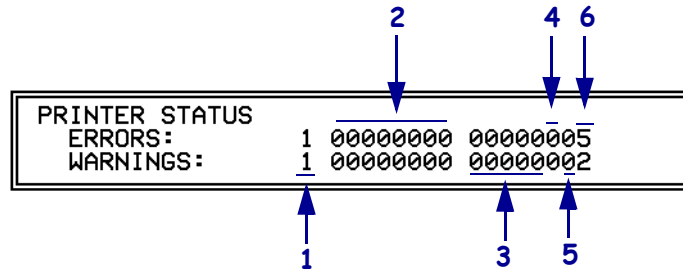 2 4 6
PRINTER STATUS
ERRORS: 1 00000000 00000005
WARNINGS: 1 00000000 00000002
1 3 5